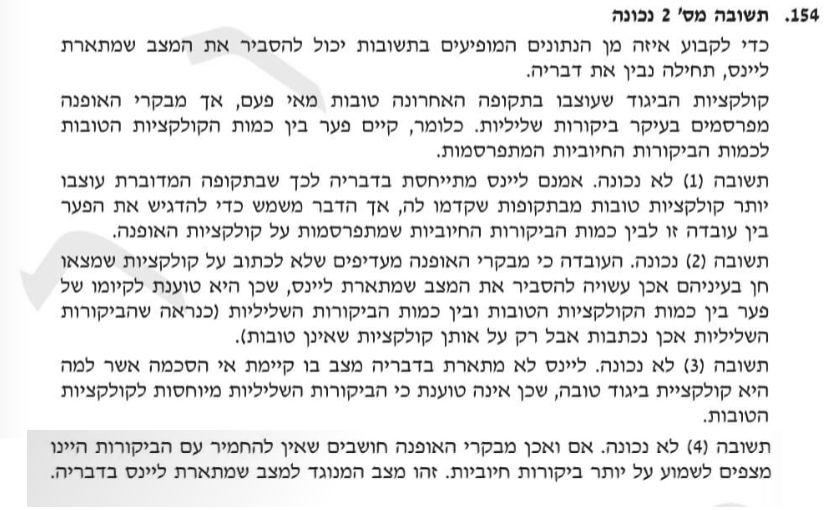 154. תשובה מס' 2 נכונה
כדי לקבוע איזה מן הנתונים המופיעים בתשובות יכול להסביר את המצב שמתארת
ליינס, תחילה נבין את דבריה.
קולקציות הביגוד שעוצבו בתקופה האחרונה טובות מאי פעם, אך מבקרי האופנה
מפרסמים בעיקר ביקורות שליליות. כלומר, קיים פער בין כמות הקולקציות הטובות
לכמות הביקורות החיוביות המתפרסמות.
תשובה (1) לא נכונה. אמנם ליינס מתייחסת בדבריה לכך שבתקופה המדוברת עוצבו
יותר קולקציות טובות מבתקופות שקדמו לה, אך הדבר משמש כדי להדגיש את הפער
בין עובדה זו לבין כמות הביקורות החיוביות שמתפרסמות על קולקציות האופנה.
תשובה (2) נכונה. העובדה כי מבקרי האופנה מעדיפים שלא לכתוב על קולקציות שמצאו
חן בעיניהם אכן עשויה להסביר את המצב שמתארת ליינס, שכן היא טוענת לקיומו של
פער בין כמות הקולקציות הטובות ובין כמות הביקורות השליליות (כנראה שהביקורות
השליליות אכן נכתבות אבל רק על אותן קולקציות שאינן טובות).
תשובה (3) לא נכונה. ליינס לא מתארת בדבריה מצב בו קיימת אי הסכמה אשר למה
היא קולקציית ביגוד טובה, שכן אינה טוענת כי הביקורות השליליות מיוחסות לקולקציות
הטובות.
תשובה (4) לא נכונה. אם ואכן מבקרי האופנה חושבים שאין להחמיר עם הביקורות היינו
מצפים לשמוע על יותר ביקורות חיוביות. זהו מצב המנוגד למצב שמתארת ליינס בדבריה.